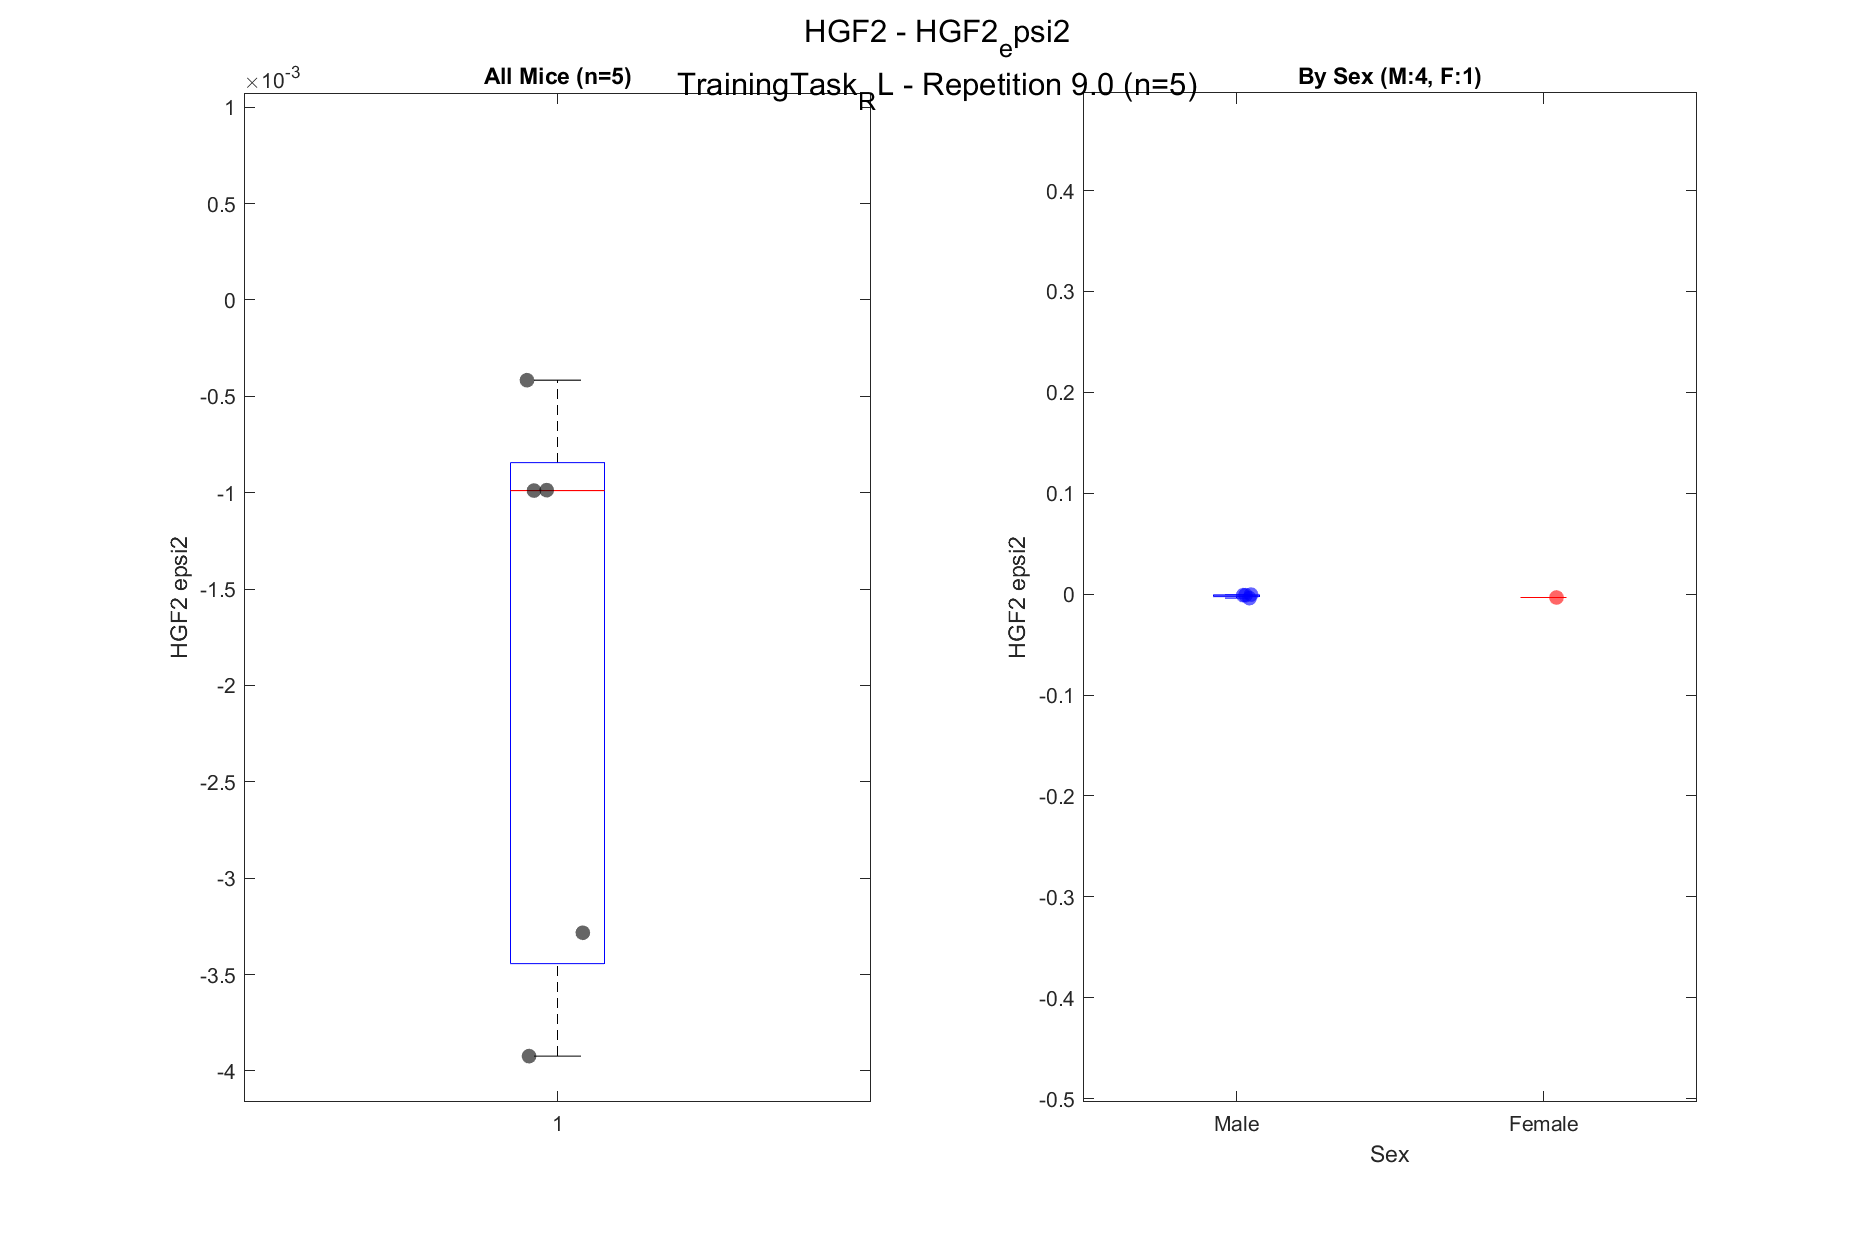 HGF2 - HGF2_epsi2
TrainingTask_RL - Repetition 9.0 (n=5)
All Mice (n=5)
×10^-3
1
0.5
0
-0.5
-1
-1.5
-2
-2.5
-3
-3.5
-4
HGF2 epsi2
1
By Sex (M:4, F:1)
0.4
0.3
0.2
0.1
0
-0.1
-0.2
-0.3
-0.4
-0.5
HGF2 epsi2
Male Female
Sex